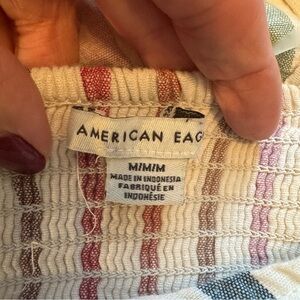 AMERICAN EAG
M/M/M
MADE IN INDONESIA
FABRIQUÉ EN
INDONÉSIE